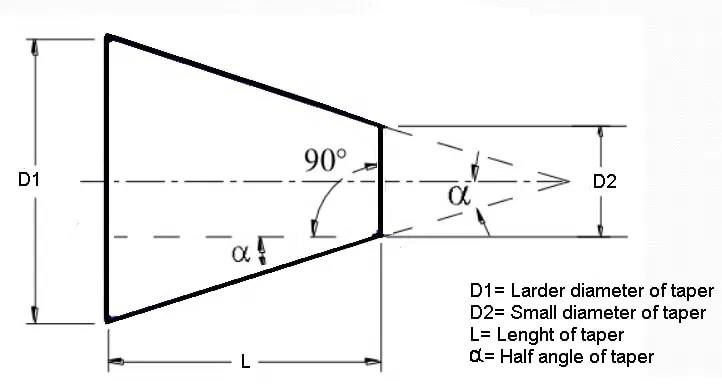 90°
D1
D2
α
α
L
D1= Larder diameter of taper
D2= Small diameter of taper
L= Lenght of taper
α= Half angle of taper